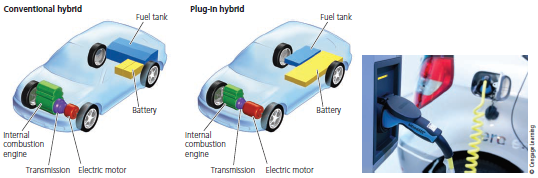 Conventional hybrid
Fuel tank
Battery
Internal
combustion
engine
Transmission
Electric motor
Plug-in hybrid
Fuel tank
Battery
Internal
combustion
engine
Transmission
Electric motor
© Cengage Learning